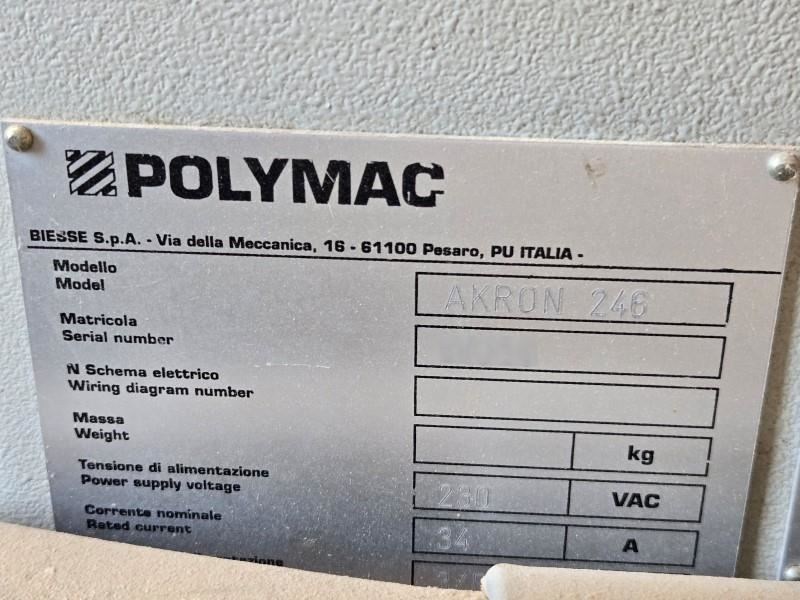 POLYMAC
BIESSE S.p.A. - Via della Meccanica, 16 - 61100 Pesaro, PU ITALIA -
Modello
Model
AKRON 246
Matricola
Serial number
N Schema elettrico
Wiring diagram number
Massa
Weight
kg
Tensione di alimentazione
Power supply voltage
230 VAC
Corrente nominale
Rated current
34 A